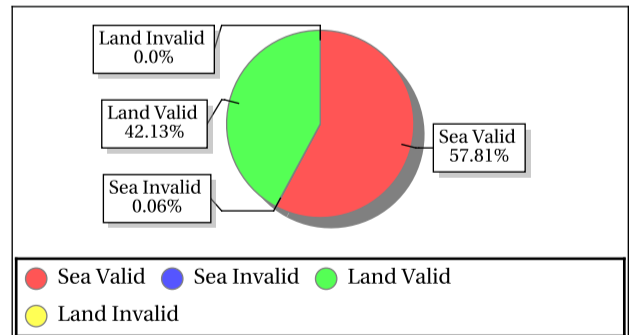 Land Invalid
0.0%
Land Valid
42.13%
Sea Valid
57.81%
Sea Invalid
0.06%
Sea Valid Sea Invalid Land Valid
Land Invalid